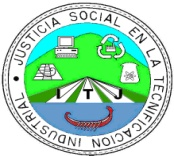 JUSTICIA SOCIAL EN LA TECNIFICACION INDUSTRIAL
I T J